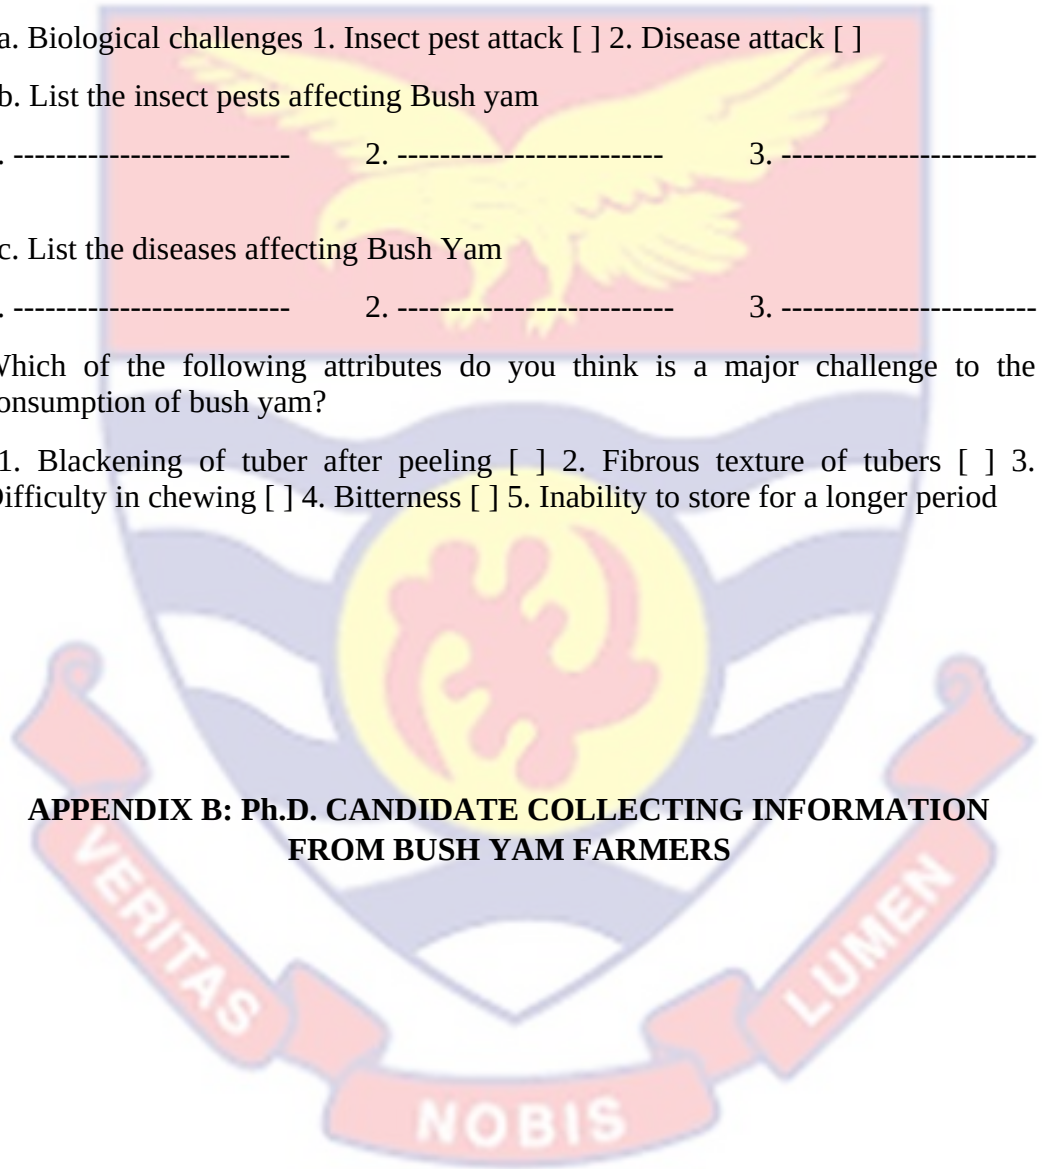 a. Biological challenges 1. Insect pest attack [ ] 2. Disease attack [ ]
b. List the insect pests affecting Bush yam
. -------------------------- 2. ------------------------- 3. ------------------------
c. List the diseases affecting Bush Yam
. -------------------------- 2. -------------------------- 3. ------------------------
Which of the following attributes do you think is a major challenge to the
onsumption of bush yam?
1. Blackening of tuber after peeling [ ] 2. Fibrous texture of tubers [ ] 3.
Difficulty in chewing [ ] 4. Bitterness [ ] 5. Inability to store for a longer period
APPENDIX B: Ph.D. CANDIDATE COLLECTING INFORMATION
FROM BUSH YAM FARMERS
VERITAS
NOBIS
LUMEN